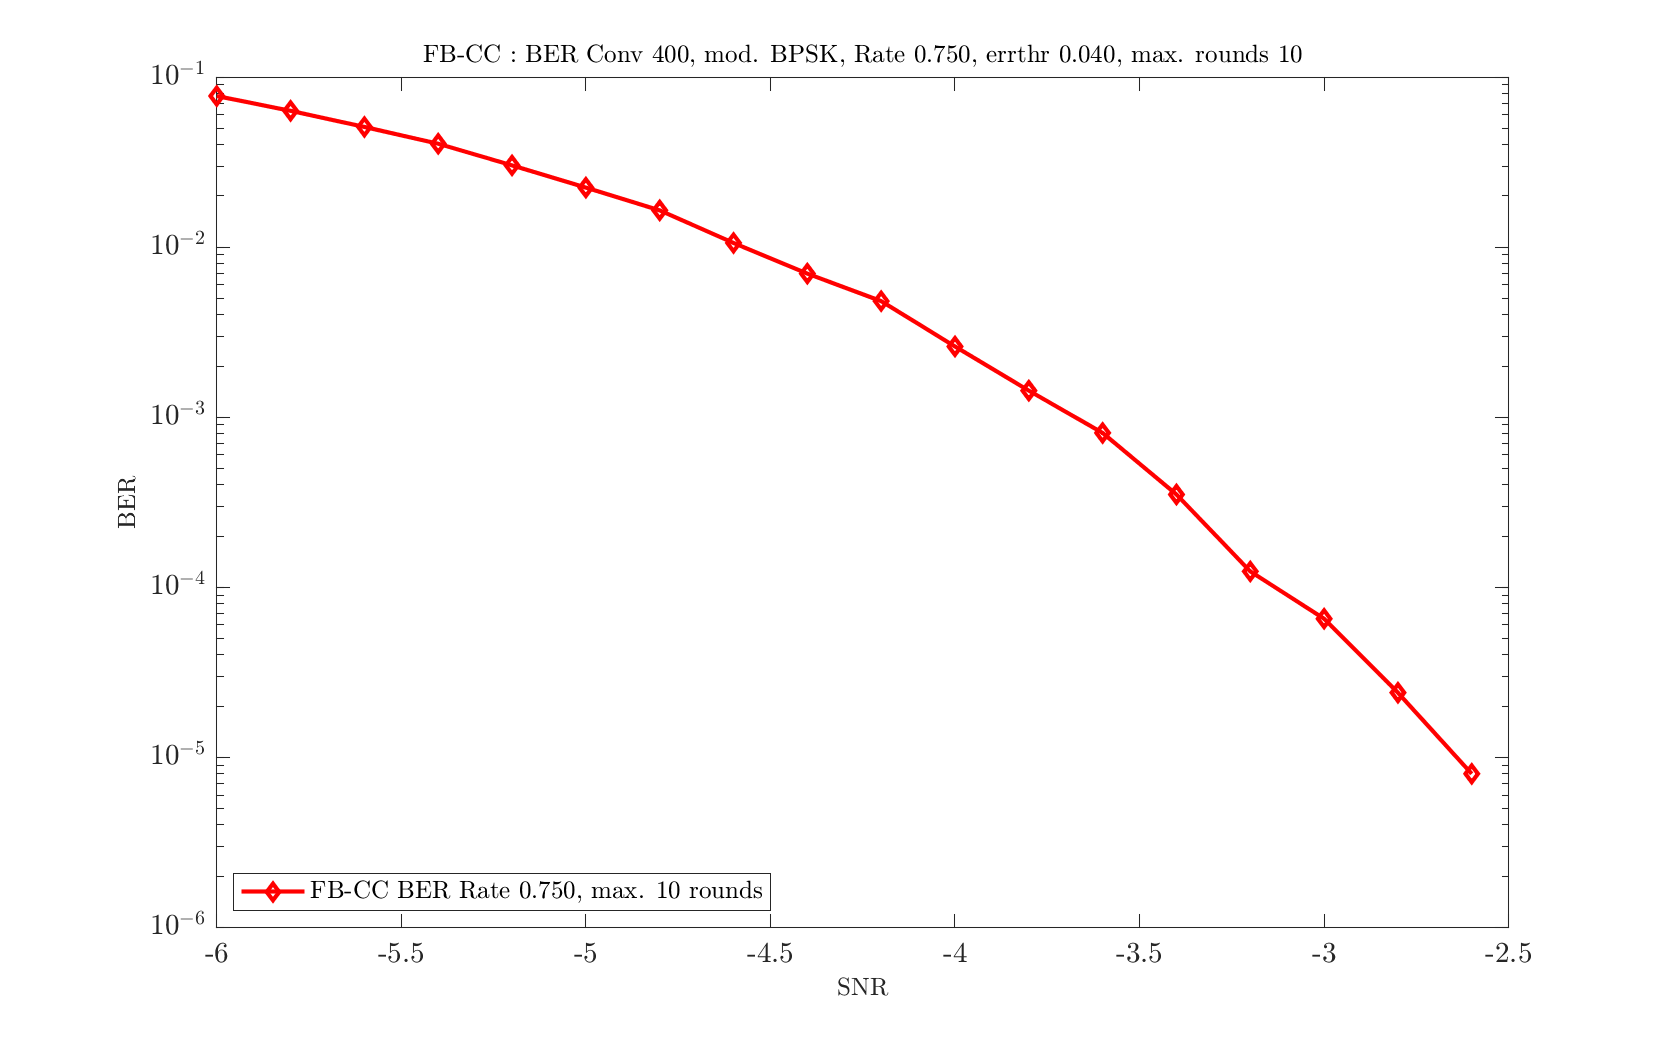 FB-CC : BER Conv 400, mod. BPSK, Rate 0.750, errthr 0.040, max. rounds 10
10⁻¹
10⁻²
10⁻³
10⁻⁴
10⁻⁵
10⁻⁶
BER
FB-CC BER Rate 0.750, max. 10 rounds
-6 -5.5 -5 -4.5 -4 -3.5 -3 -2.5
SNR